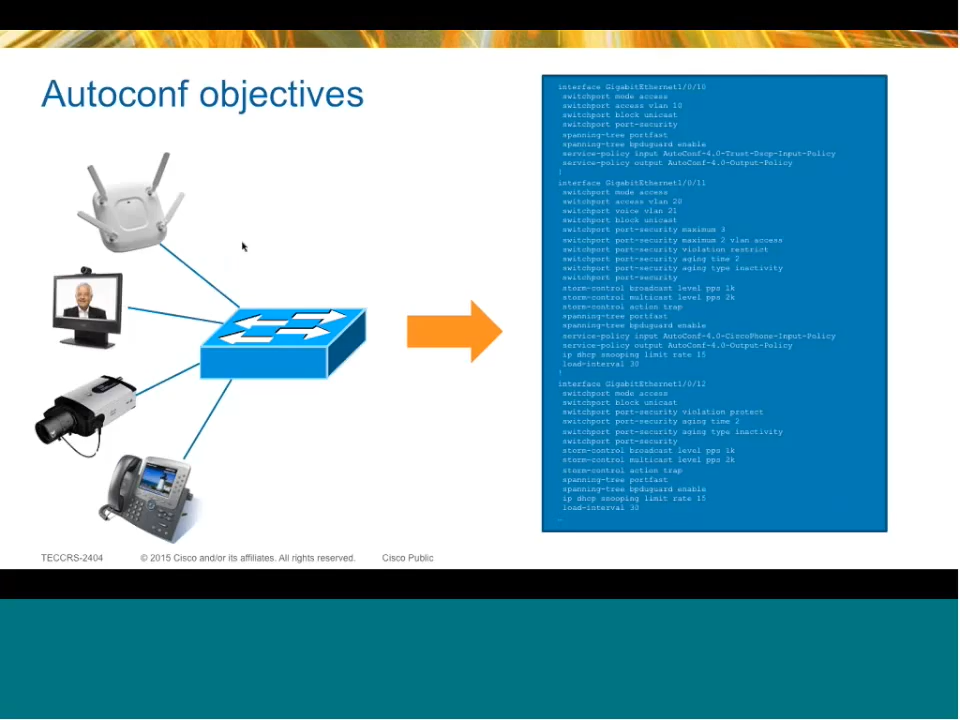 Autoconf objectives
interface GigabitEthernet1/0/10
switchport mode access
switchport access vlan 10
switchport block unicast
switchport port-security
spanning-tree portfast
spanning-tree bpduguard enable
service-policy input AutoConf-4.0-Trust-Dscp-Input-Policy
service-policy output AutoConf-4.0-Output-Policy
!
interface GigabitEthernet1/0/11
switchport mode access
switchport access vlan 20
switchport voice vlan 21
switchport block unicast
switchport port-security maximum 3
switchport port-security maximum 2 vlan access
switchport port-security violation restrict
switchport port-security aging time 2
switchport port-security aging type inactivity
switchport port-security
storm-control broadcast level pps 1k
storm-control multicast level pps 2k
storm-control action trap
spanning-tree portfast
spanning-tree bpduguard enable
service-policy input AutoConf-4.0-CiscoPhone-Input-Policy
service-policy output AutoConf-4.0-Output-Policy
ip dhcp snooping limit rate 15
load-interval 30
!
interface GigabitEthernet1/0/12
switchport mode access
switchport block unicast
switchport port-security violation protect
switchport port-security aging time 2
switchport port-security aging type inactivity
switchport port-security
storm-control broadcast level pps 1k
storm-control multicast level pps 2k
storm-control action trap
spanning-tree portfast
spanning-tree bpduguard enable
ip dhcp snooping limit rate 15
load-interval 30
…
TECCRS-2404 © 2015 Cisco and/or its affiliates. All rights reserved. Cisco Public